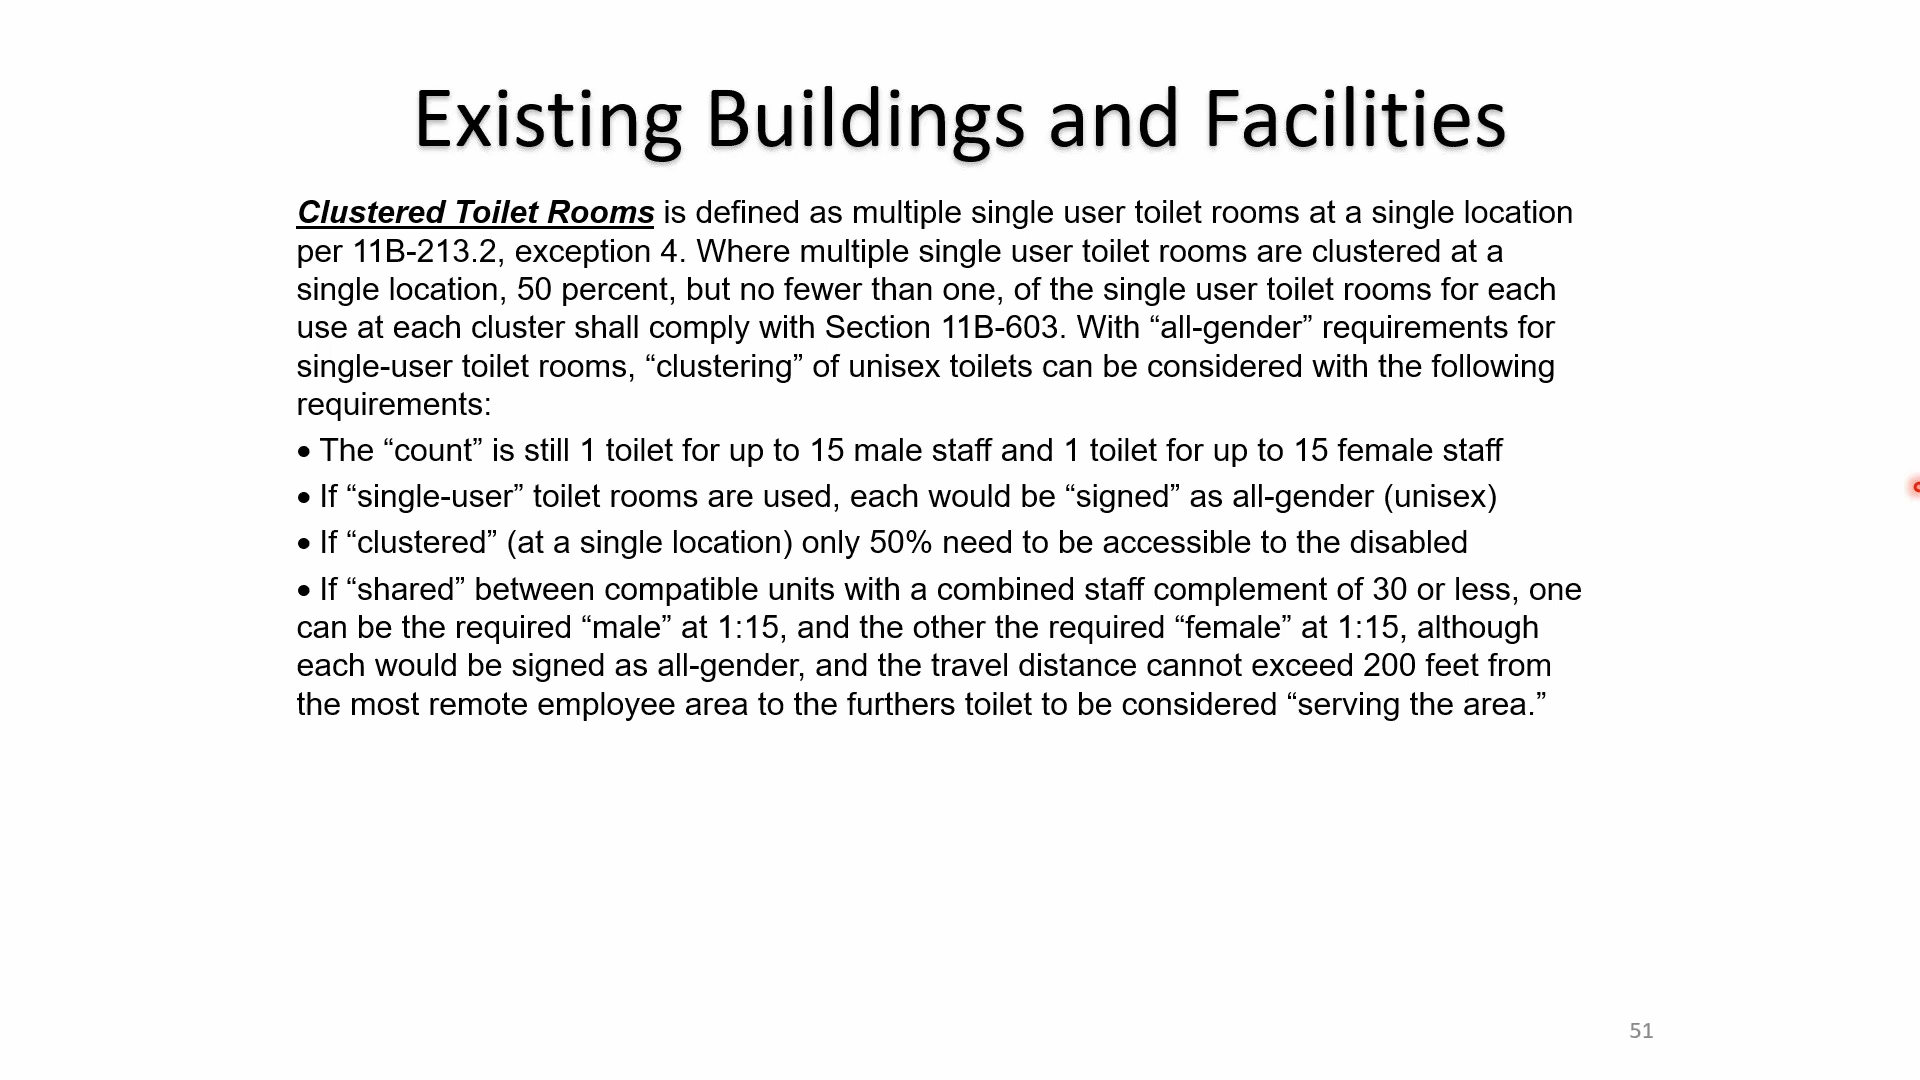 Existing Buildings and Facilities
Clustered Toilet Rooms is defined as multiple single user toilet rooms at a single location
per 11B-213.2, exception 4. Where multiple single user toilet rooms are clustered at a
single location, 50 percent, but no fewer than one, of the single user toilet rooms for each
use at each cluster shall comply with Section 11B-603. With “all-gender” requirements for
single-user toilet rooms, “clustering” of unisex toilets can be considered with the following
requirements:
• The “count” is still 1 toilet for up to 15 male staff and 1 toilet for up to 15 female staff
• If “single-user” toilet rooms are used, each would be “signed” as all-gender (unisex)
• If “clustered” (at a single location) only 50% need to be accessible to the disabled
• If “shared” between compatible units with a combined staff complement of 30 or less, one
can be the required “male” at 1:15, and the other the required “female” at 1:15, although
each would be signed as all-gender, and the travel distance cannot exceed 200 feet from
the most remote employee area to the furthers toilet to be considered “serving the area.”
51